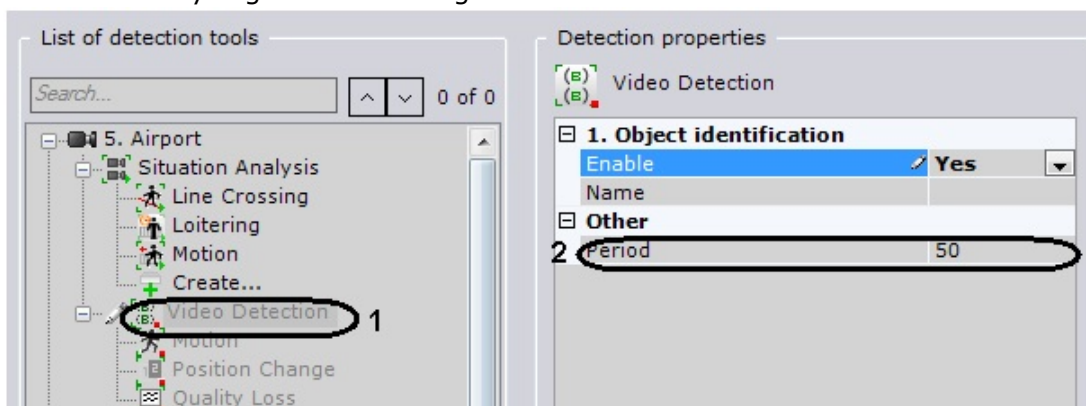 List of detection tools
Search...
0 of 0
5. Airport
Situation Analysis
Line Crossing
Loitering
Motion
Create...
Video Detection
1
Motion
Position Change
Quality Loss
Detection properties
Video Detection
1. Object identification
Enable Yes
Name
Other
2 Period 50